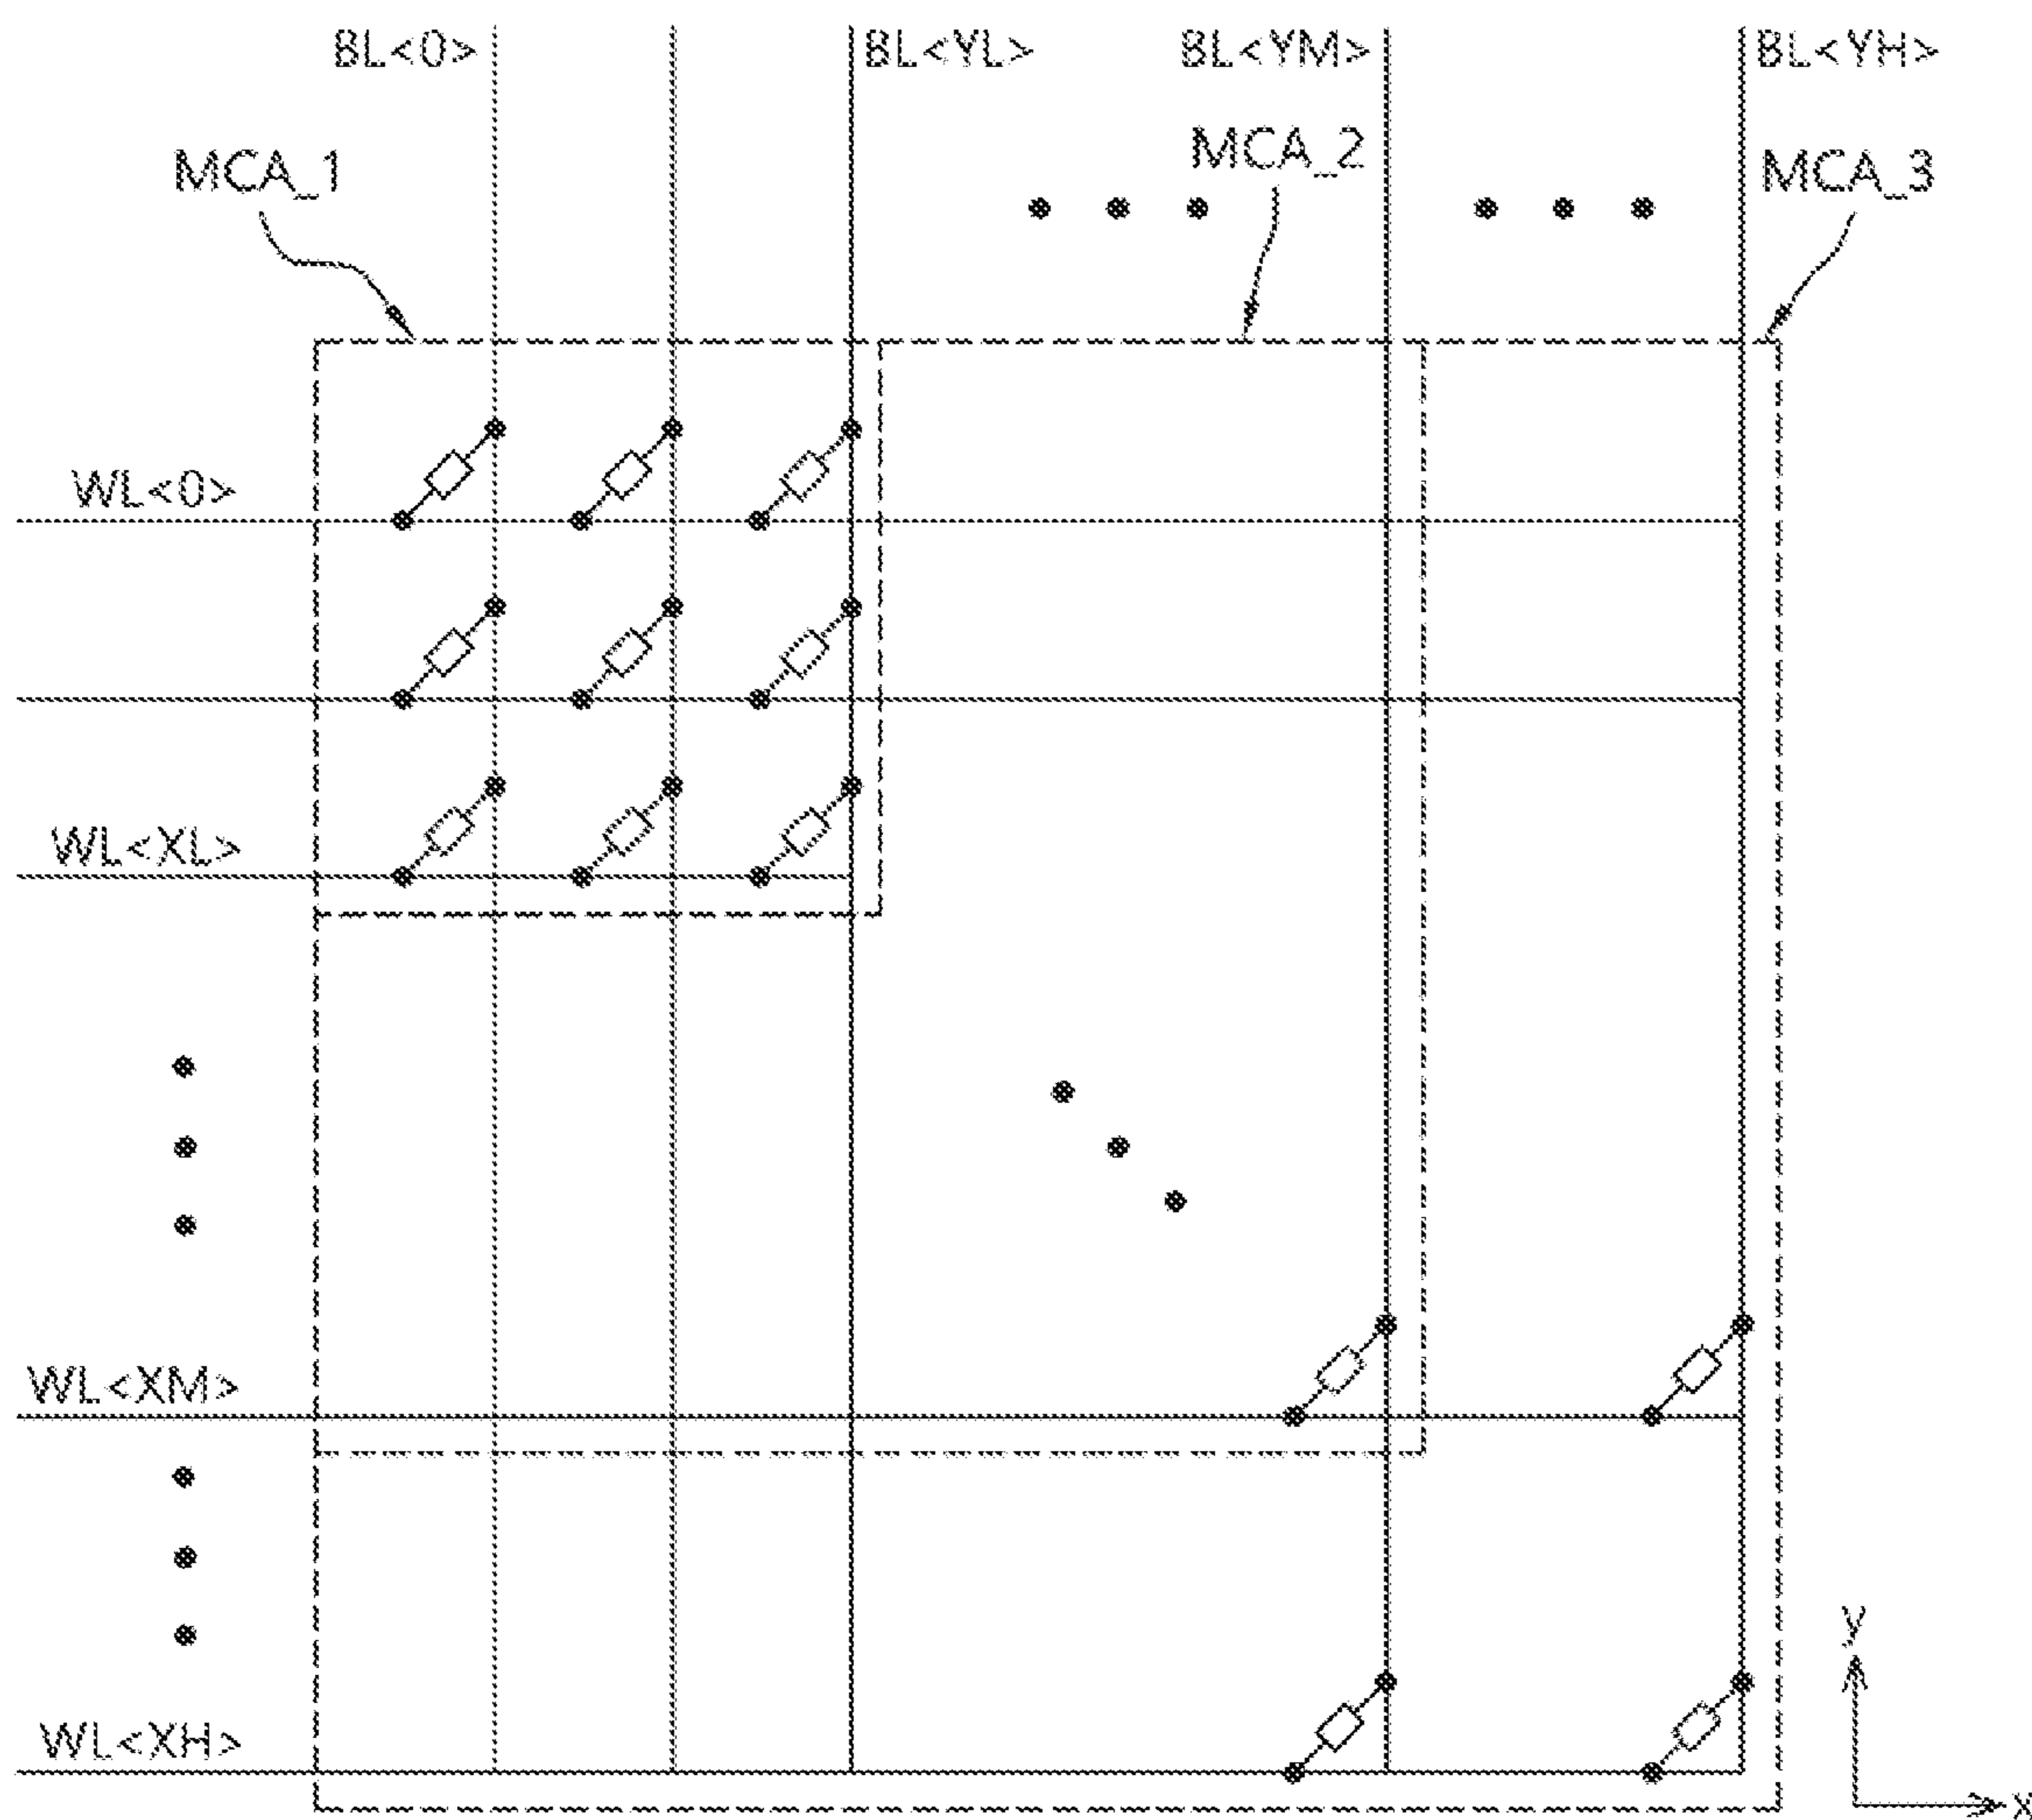 BL<0>
BL<YL>
BL<YM>
BL<YH>
MCA_1
MCA_2
MCA_3
WL<0>
WL<XL>
WL<XM>
WL<XH>
y
x